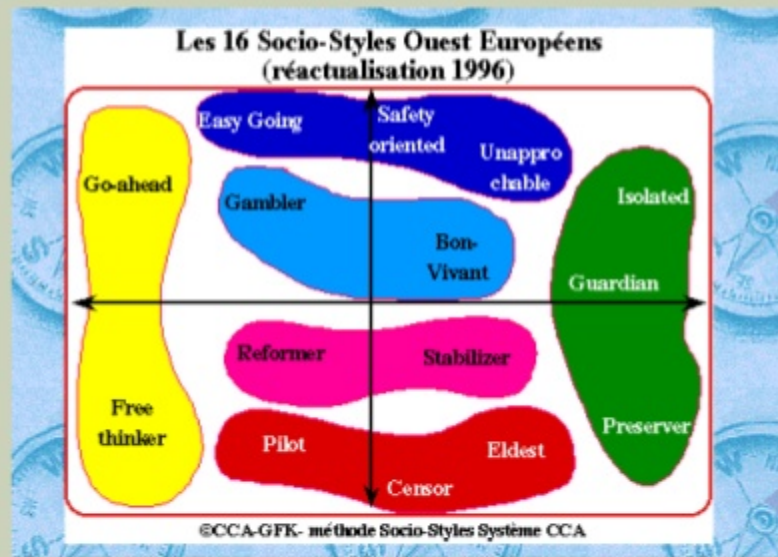 Les 16 Socio-Styles Ouest Européens
(réactualisation 1996)
Easy Going
Safety
oriented
Unappro
chable
Go-ahead
Gambler
Isolated
Bon-
Vivant
Guardian
Reformer
Stabilizer
Free
thinker
Pilot
Eldest
Preserver
Censor
©CCA-GFK- méthode Socio-Styles Système CCA